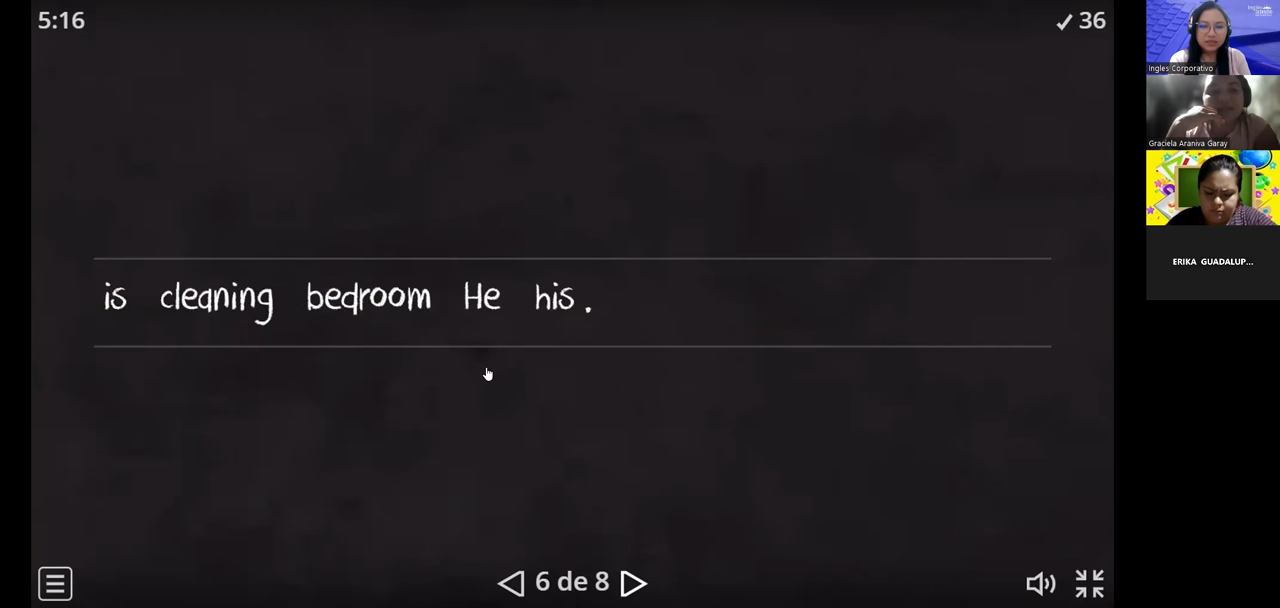 5:16
✓ 36
is cleaning bedroom He his .
6 de 8
Ingles Corporativo
Graciela Araniva Garay
ERIKA GUADALUP...